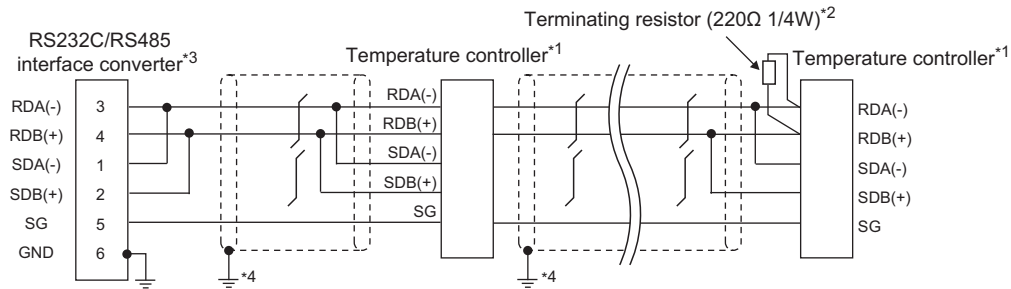 Terminating resistor (220Ω 1/4W)*2
RS232C/RS485
interface converter*3
Temperature controller*1
Temperature controller*1
RDA(-) 3
RDB(+) 4
SDA(-) 1
SDB(+) 2
SG 5
GND 6
RDA(-)
RDB(+)
SDA(-)
SDB(+)
SG
RDA(-)
RDB(+)
SDA(-)
SDB(+)
SG
*4
*4